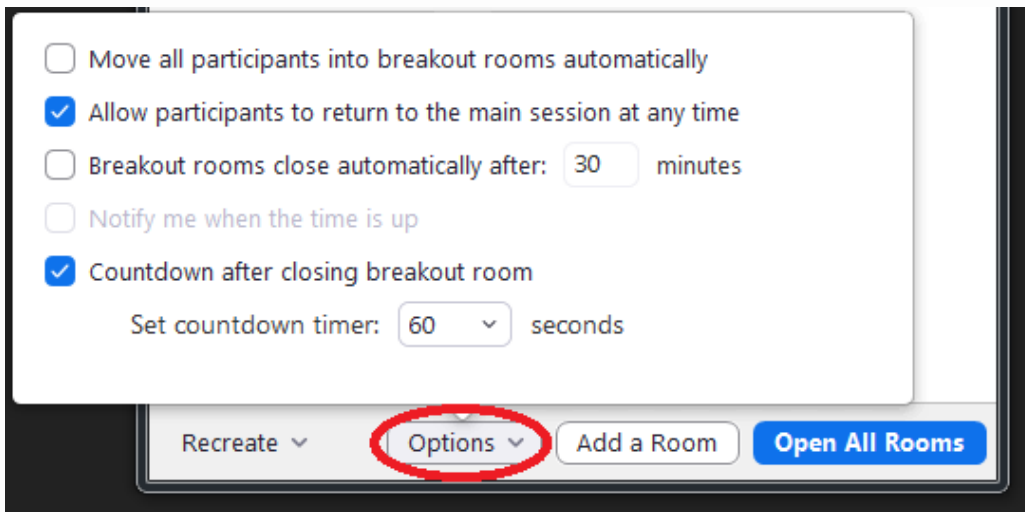 Move all participants into breakout rooms automatically
Allow participants to return to the main session at any time
Breakout rooms close automatically after: 30 minutes
Notify me when the time is up
Countdown after closing breakout room
Set countdown timer: 60 seconds
Recreate Options Add a Room Open All Rooms